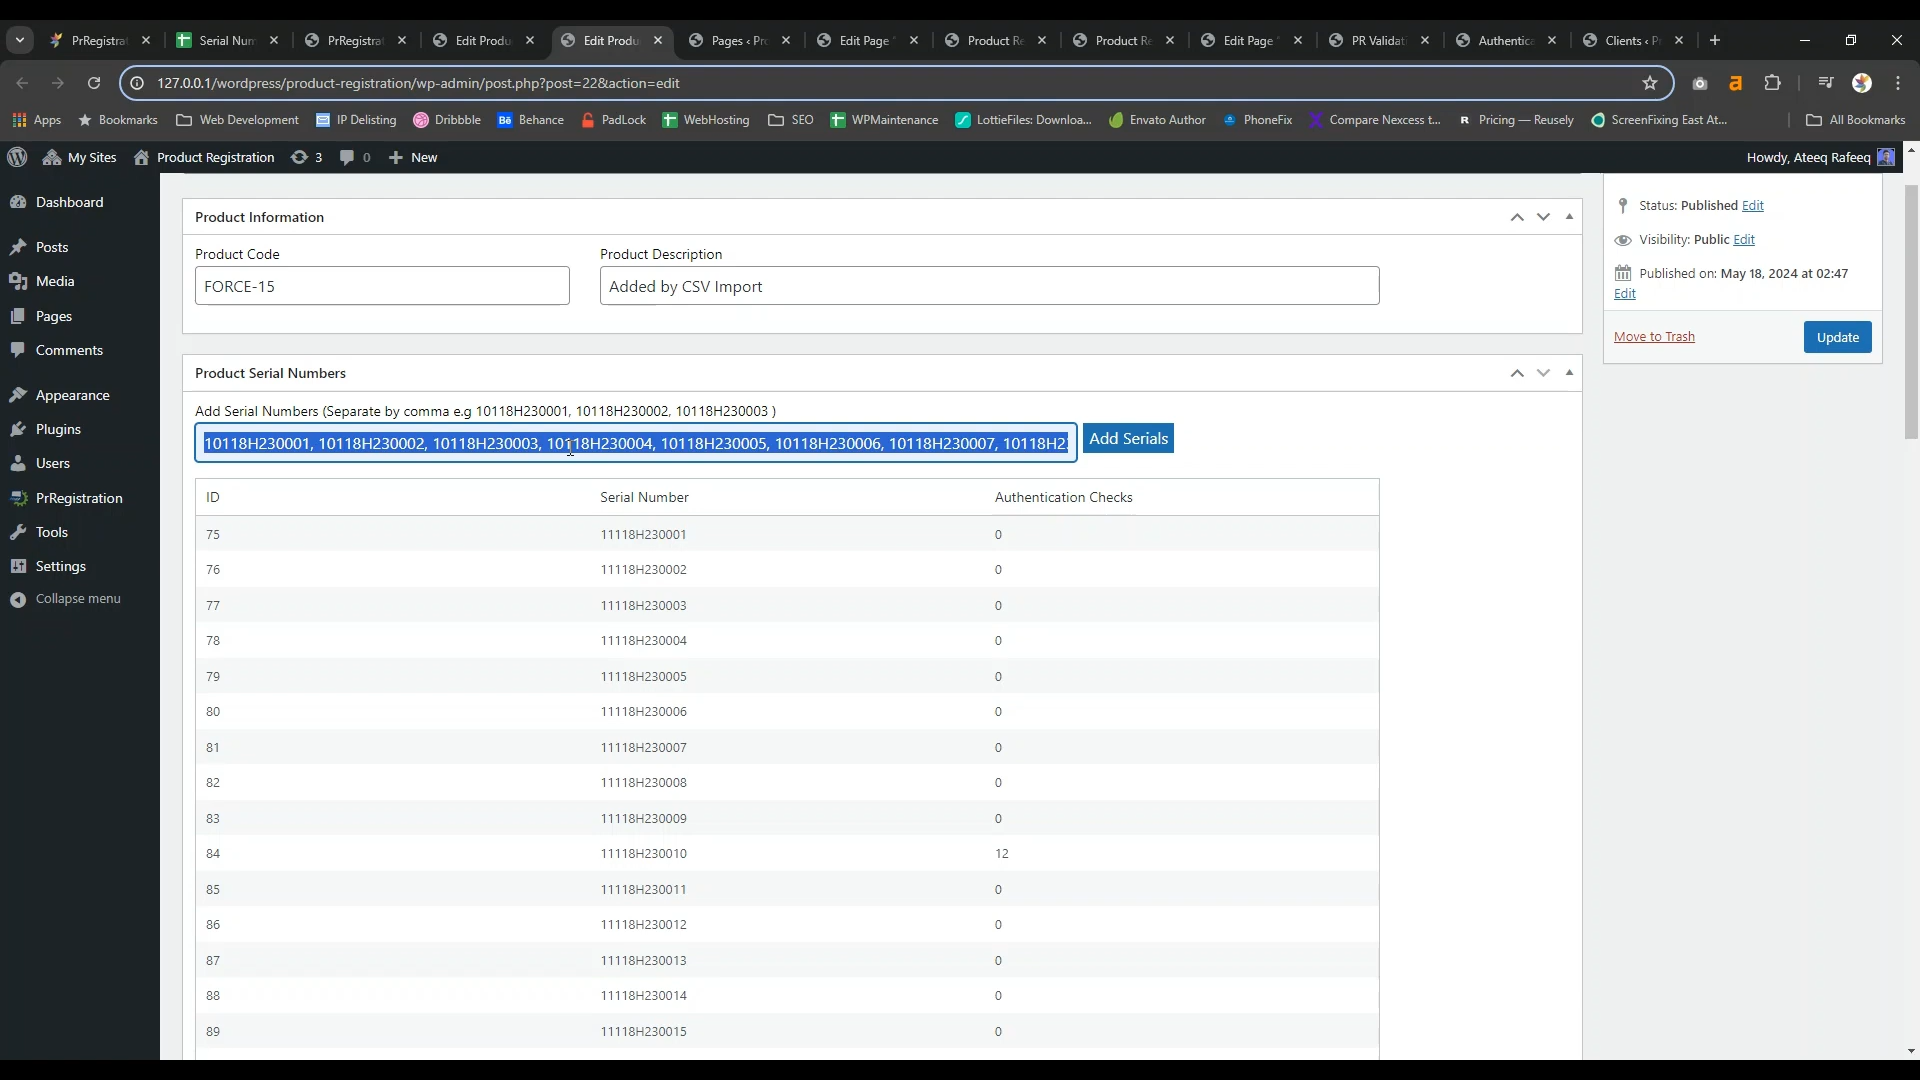 PrRegistra
Serial Num
PrRegistra
Edit Produ
Edit Produ
Pages ‹ Pr
Edit Page
Product Re
Product Re
Edit Page
PR Validat
Authentica
Clients ‹ P
127.0.0.1/wordpress/product-registration/wp-admin/post.php?post=22&action=edit
Apps
Bookmarks
Web Development
IP Delisting
Dribbble
Bē Behance
PadLock
WebHosting
SEO
WPMaintenance
LottieFiles: Downloa...
Envato Author
PhoneFix
Compare Nexcess t...
R Pricing — Reusely
ScreenFixing East At...
All Bookmarks
My Sites
Product Registration
3
0
New
Howdy, Ateeq Rafeeq
Dashboard
Posts
Media
Pages
Comments
Appearance
Plugins
Users
PrRegistration
Tools
Settings
Collapse menu
Product Information
Product Code
Product Description
FORCE-15
Added by CSV Import
Product Serial Numbers
Add Serial Numbers (Separate by comma e.g 10118H230001, 10118H230002, 10118H230003 )
10118H230001, 10118H230002, 10118H230003, 10118H230004, 10118H230005, 10118H230006, 10118H230007, 10118H2
Add Serials
ID Serial Number Authentication Checks
75 11118H230001 0
76 11118H230002 0
77 11118H230003 0
78 11118H230004 0
79 11118H230005 0
80 11118H230006 0
81 11118H230007 0
82 11118H230008 0
83 11118H230009 0
84 11118H230010 12
85 11118H230011 0
86 11118H230012 0
87 11118H230013 0
88 11118H230014 0
89 11118H230015 0
Status: Published Edit
Visibility: Public Edit
Published on: May 18, 2024 at 02:47
Edit
Move to Trash
Update